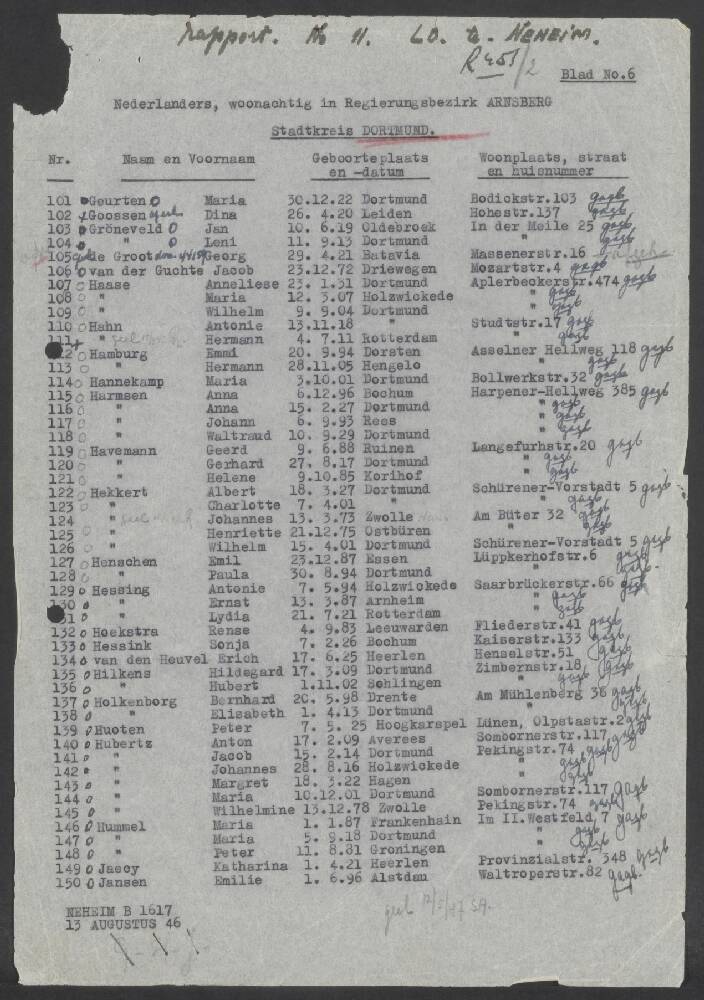 Rapport. No 11. LO. te. NEHEIM.
R 451/2
Blad No.6
Nederlanders, woonachtig in Regierungsbezirk ARNSBERG
Stadtkreis DORTMUND.
Nr. Naam en Voornaam Geboorteplaats en -datum Woonplaats, straat en huisnummer
101 Geurten Maria 30.12.22 Dortmund Bodickstr.103
102 Goossen Dina 26. 4.20 Leiden Hohestr.137
103 Gröneveld Jan 10. 6.19 Oldebroek In der Meile 25
104 " Leni 11. 9.13 Dortmund "
105 de Groot Georg 29. 4.21 Batavia Massenerstr.16
106 van der Guchte Jacob 23.12.72 Driewegen Mozartstr.4
107 Haase Anneliese 23. 1.31 Dortmund Aplerbeckerstr.474
108 " Maria 12. 3.07 Holzwickede "
109 " Wilhelm 9. 9.04 Dortmund "
110 Hahn Antonie 13.11.18 " Studtstr.17
111 " Hermann 4. 7.11 Rotterdam "
112 Hamburg Emmi 20. 9.94 Dorsten Asselner Hellweg 118
113 " Hermann 28.11.05 Hengelo "
114 Hannekamp Maria 3.10.01 Dortmund Bollwerkstr.32
115 Harmsen Anna 6.12.96 Bochum Harpener-Hellweg 385
116 " Anna 15. 2.27 Dortmund "
117 " Johann 6. 9.93 Rees "
118 " Waltraud 10. 9.29 Dortmund "
119 Havemann Geerd 9. 6.88 Ruinen Langefurhstr.20
120 " Gerhard 27. 8.17 Dortmund "
121 " Helene 9.10.85 Korihof "
122 Hekkert Albert 18. 3.27 Dortmund Schürener-Vorstadt 5
123 " Charlotte 7. 4.01 " "
124 " Johannes 13. 3.73 Zwolle Am Büter 32
125 " Henriette 21.12.75 Ostbüren "
126 " Wilhelm 15. 4.01 Dortmund Schürener-Vorstadt 5
127 Henschen Emil 23.12.87 Essen Lüppkerhofstr.6
128 " Paula 30. 8.94 Dortmund "
129 Hessing Antonie 7. 5.94 Holzwickede Saarbrückerstr.66
130 " Ernst 13. 3.87 Arnheim "
131 " Lydia 21. 7.21 Rotterdam "
132 Hoekstra Rense 4. 9.83 Leeuwarden Fliederstr.41
133 Hessink Sonja 7. 2.26 Bochum Kaiserstr.133
134 van den Heuvel Erich 17. 6.25 Heerlen Henselstr.51
135 Hilkens Hildegard 17. 3.09 Dortmund Zimbernstr.18
136 " Hubert 1.11.02 Sohlingen "
137 Holkenborg Bernhard 20. 5.98 Drente Am Mühlenberg 36
138 " Elisabeth 1. 4.13 Dortmund "
139 Huoten Peter 7. 5. 25 Hoogkarspel Lünen, Olpstastr.2
140 Hubertz Anton 17. 2.09 Averees Sombornerstr.117
141 " Jacob 15. 2.14 Dortmund Pekingstr.74
142 " Johannes 28. 8.16 Holzwickede "
143 " Margret 18. 3.22 Hagen "
144 " Maria 10.12.01 Dortmund Sombornerstr.117
145 " Wilhelmine 13.12.78 Zwolle Pekingstr.74
146 Hummel Maria 1. 1.87 Frankenhain Im II.Westfeld 7
147 " Maria 5. 9.18 Dortmund "
148 " Peter 11. 8.81 Groningen "
149 Jaecy Katharina 1. 4.21 Heerlen Provinzialstr. 348
150 Jansen Emilie 1. 6.96 Alstdau Waltroperstr.82
NEHEIM B 1617
13 AUGUSTUS 46